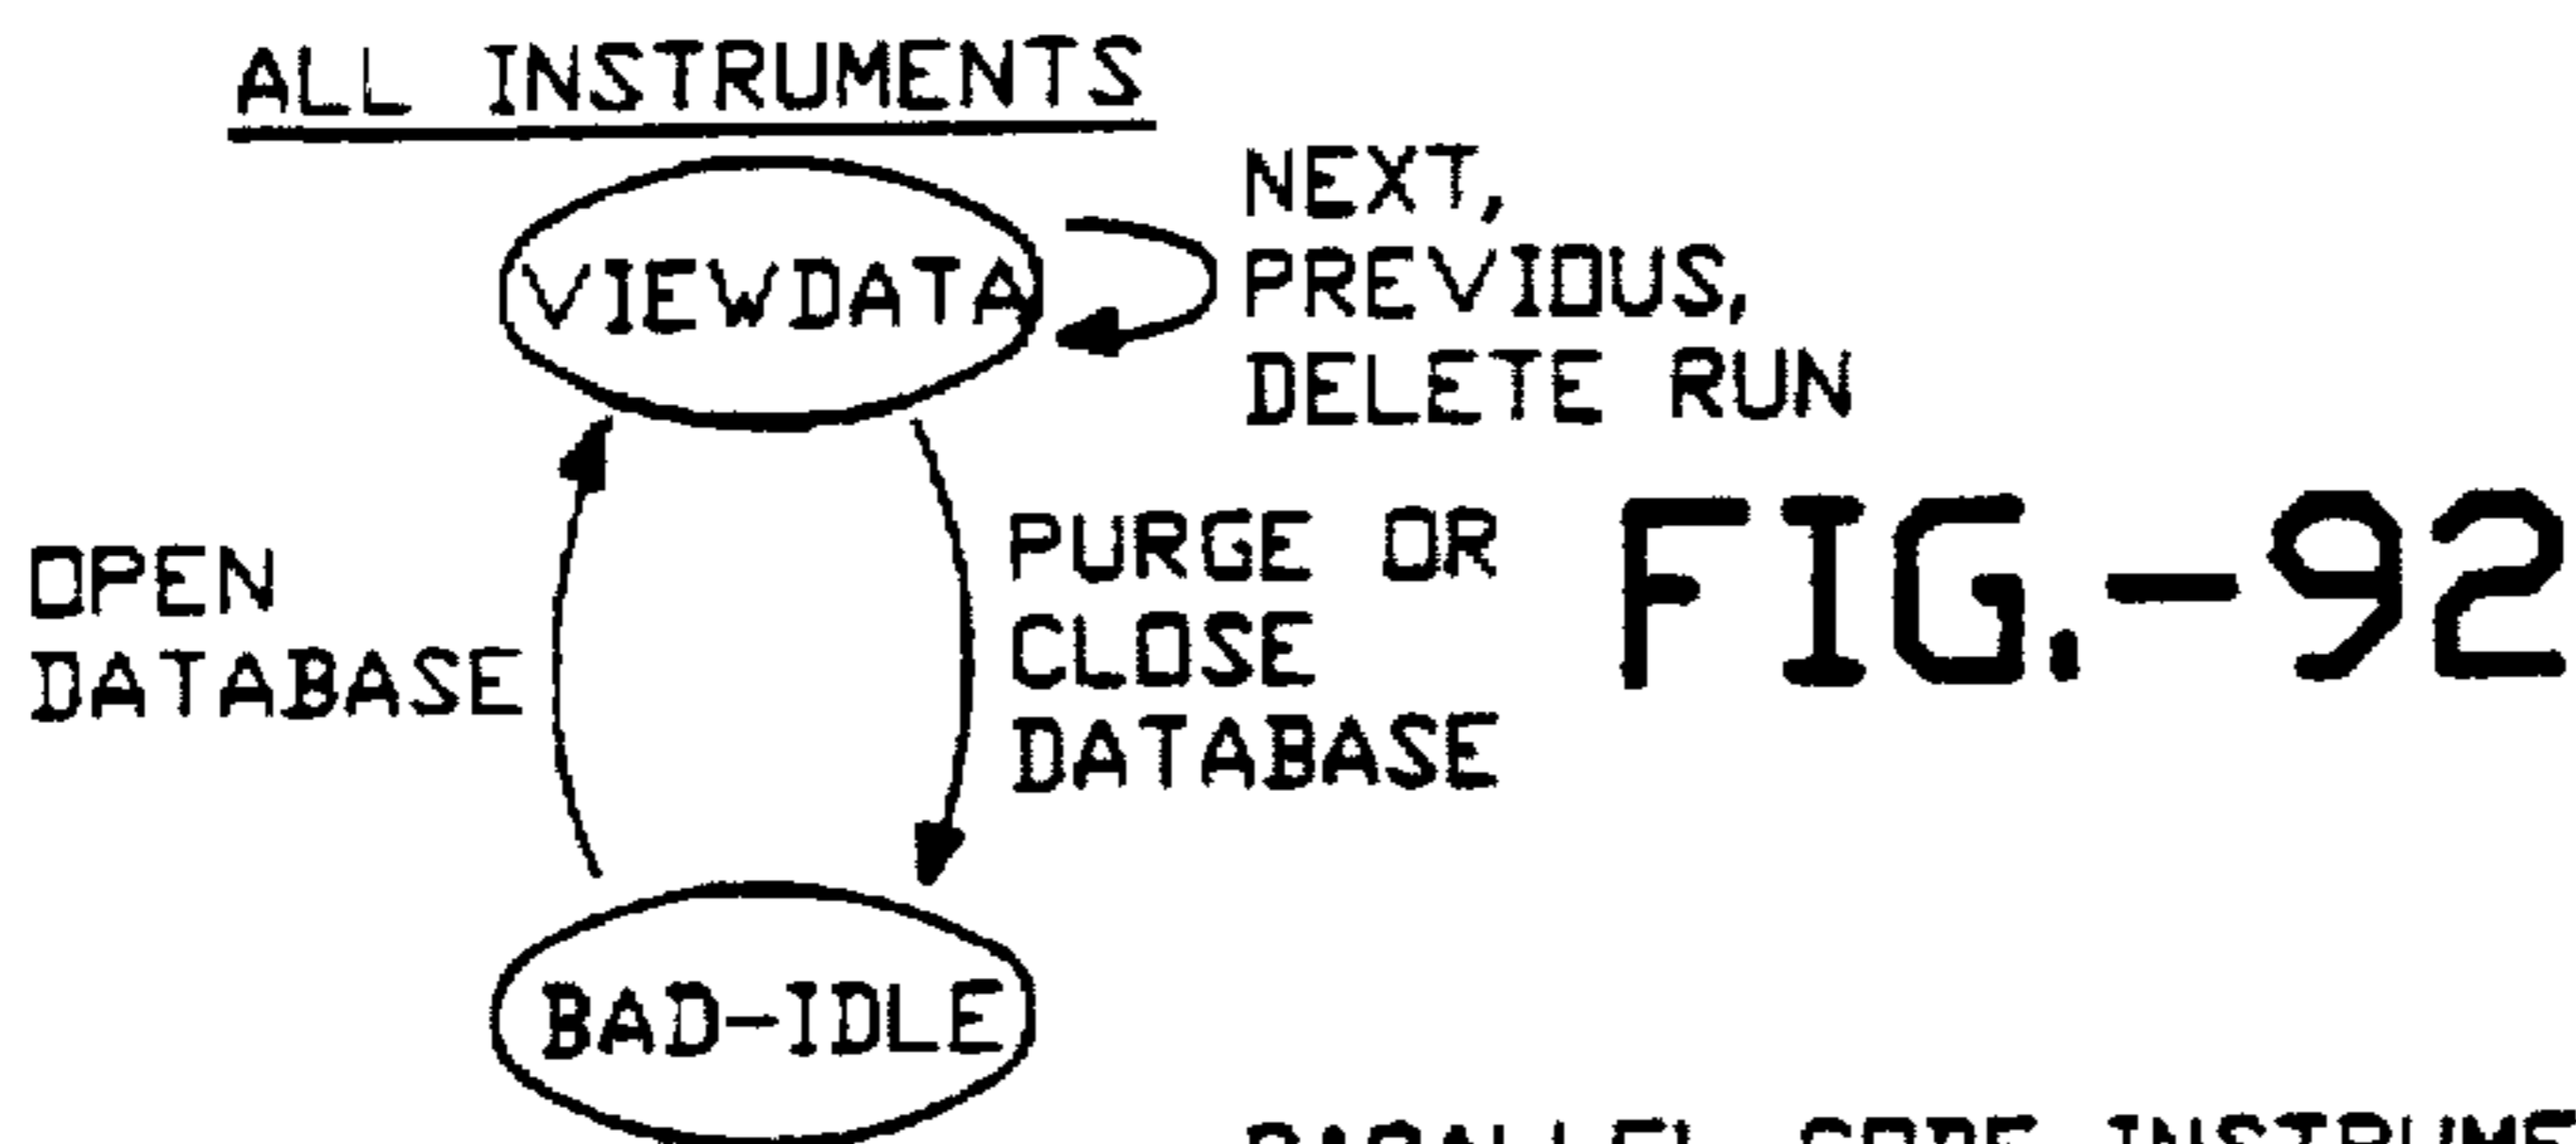 ALL INSTRUMENTS
VIEWDATA
NEXT,
PREVIOUS,
DELETE RUN
OPEN
DATABASE
PURGE OR
CLOSE
DATABASE
FIG.-92
BAD-IDLE